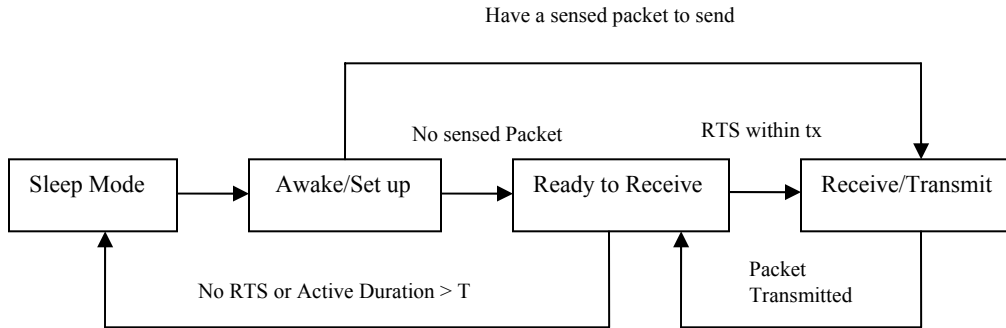 Have a sensed packet to send
No sensed Packet
RTS within tx
Sleep Mode
Awake/Set up
Ready to Receive
Receive/Transmit
No RTS or Active Duration > T
Packet
Transmitted